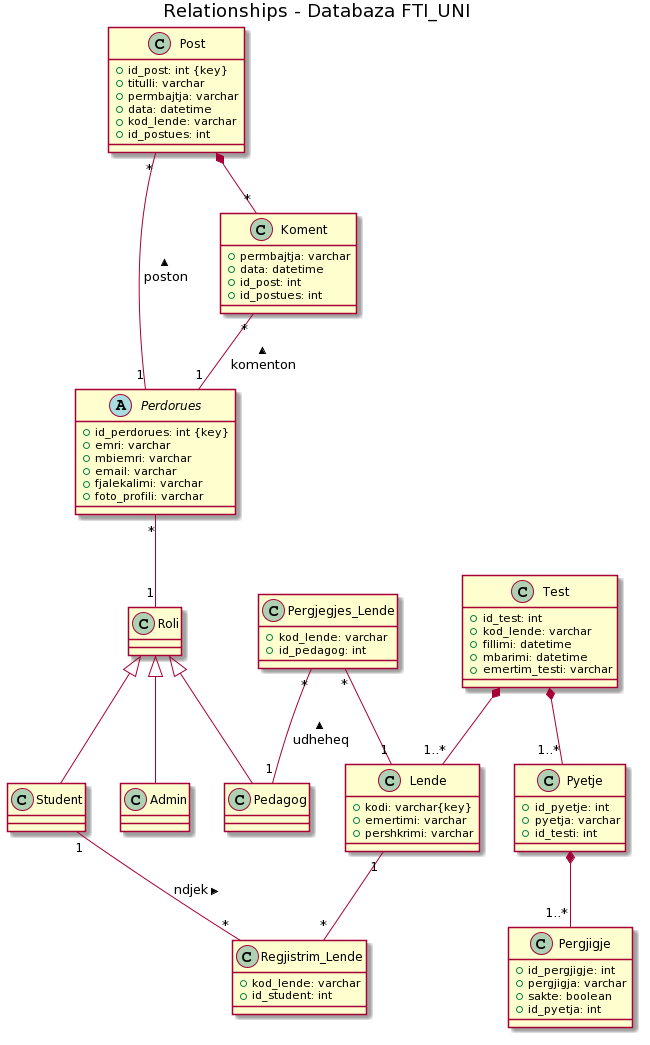 Relationships - Databaza FTI_UNI
C Post
id_post: int {key}
titulli: varchar
permbajtja: varchar
data: datetime
kod_lende: varchar
id_postues: int
*
*
C Koment
permbajtja: varchar
data: datetime
id_post: int
id_postues: int
poston
*
komenton
1
1
A Perdorues
id_perdorues: int {key}
emri: varchar
mbiemri: varchar
email: varchar
fjalekalimi: varchar
foto_profili: varchar
*
1
C Roli
C Pergjegjes_Lende
kod_lende: varchar
id_pedagog: int
C Test
id_test: int
kod_lende: varchar
fillimi: datetime
mbarimi: datetime
emertim_testi: varchar
*
*
udheheq
1
1
1..*
1..*
C Student
C Admin
C Pedagog
C Lende
kodi: varchar{key}
emertimi: varchar
pershkrimi: varchar
C Pyetje
id_pyetje: int
pyetja: varchar
id_testi: int
1
1
ndjek
*
*
1..*
C Regjistrim_Lende
kod_lende: varchar
id_student: int
C Pergjigje
id_pergjigje: int
pergjigja: varchar
sakte: boolean
id_pyetja: int